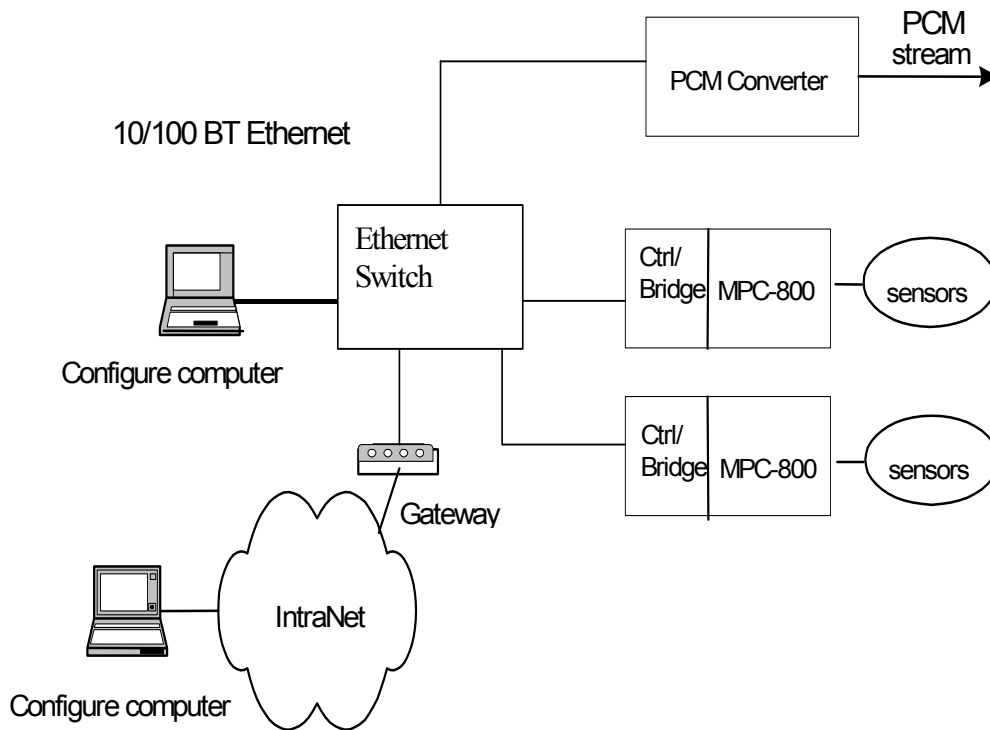 PCM
stream
PCM Converter
10/100 BT Ethernet
Ethernet
Switch
Ctrl/
Bridge
MPC-800
sensors
Configure computer
Ctrl/
Bridge
MPC-800
sensors
Gateway
IntraNet
Configure computer